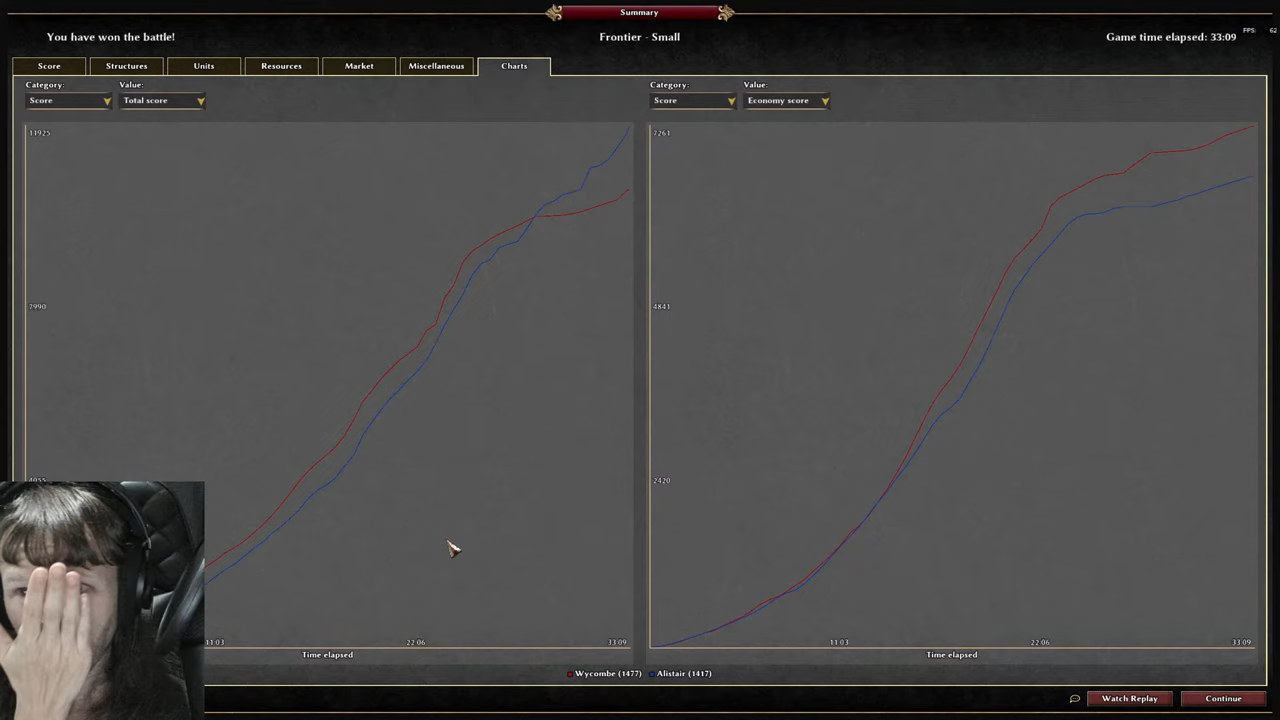 Summary
You have won the battle!
Frontier - Small
Game time elapsed: 33:09
FPS: 62
Score
Structures
Units
Resources
Market
Miscellaneous
Charts
Category:
Value:
Score
Total score
Category:
Value:
Score
Economy score
11925
7990
4055
11:03
22:06
33:09
Time elapsed
7261
4841
2420
11:03
22:06
33:09
Time elapsed
Wycombe (1477)
Alistair (1417)
Watch Replay
Continue